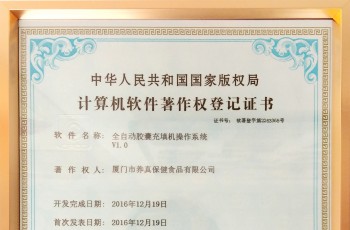 中华人民共和国国家版权局
计算机软件著作权登记证书
证书号：
软件名称： 全自动胶囊充填机操作系统
V1.0
著作权人： 厦门市养真保健食品有限公司
开发完成日期： 2016年12月19日
首次发表日期： 2016年12月19日